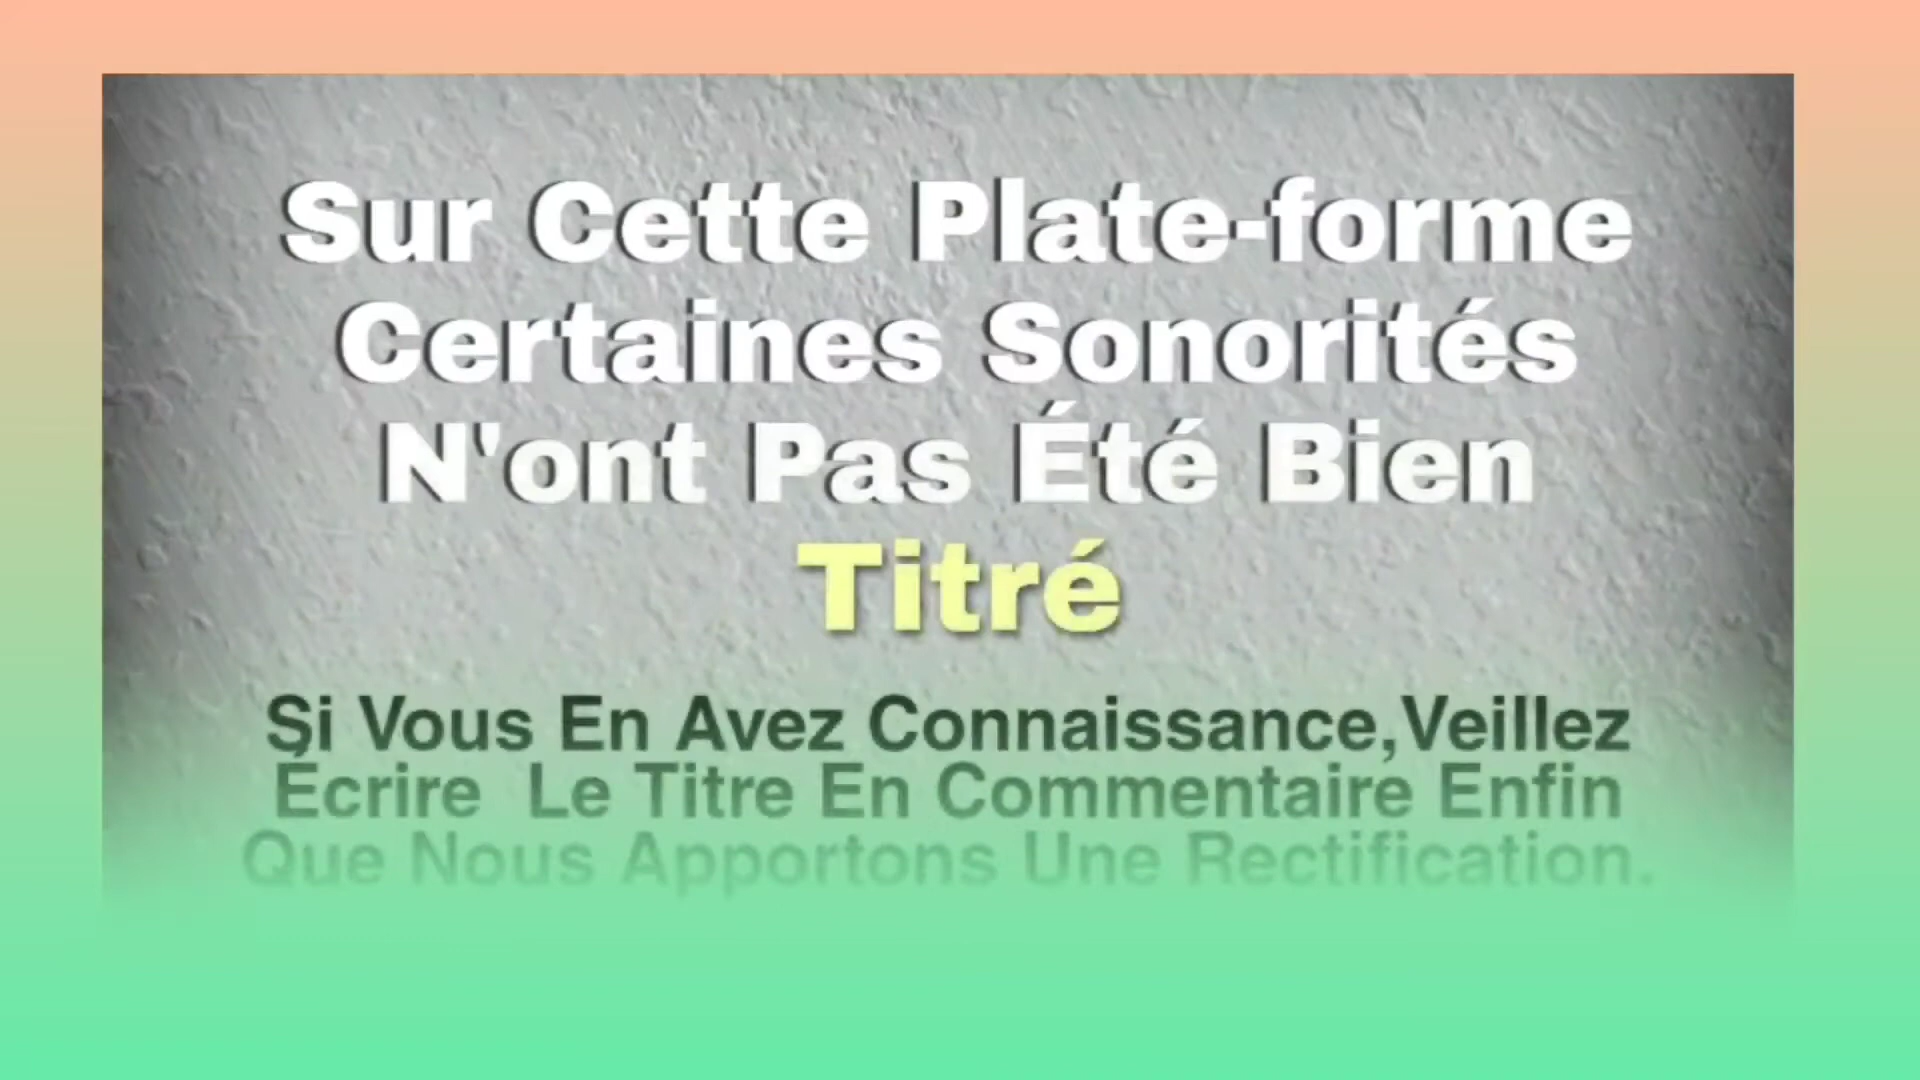 Sur Cette Plate-forme
Certaines Sonorités
N'ont Pas Été Bien
Titré
Si Vous En Avez Connaissance,Veillez
Écrire  Le Titre En Commentaire Enfin
Que Nous Apportons Une Rectification.